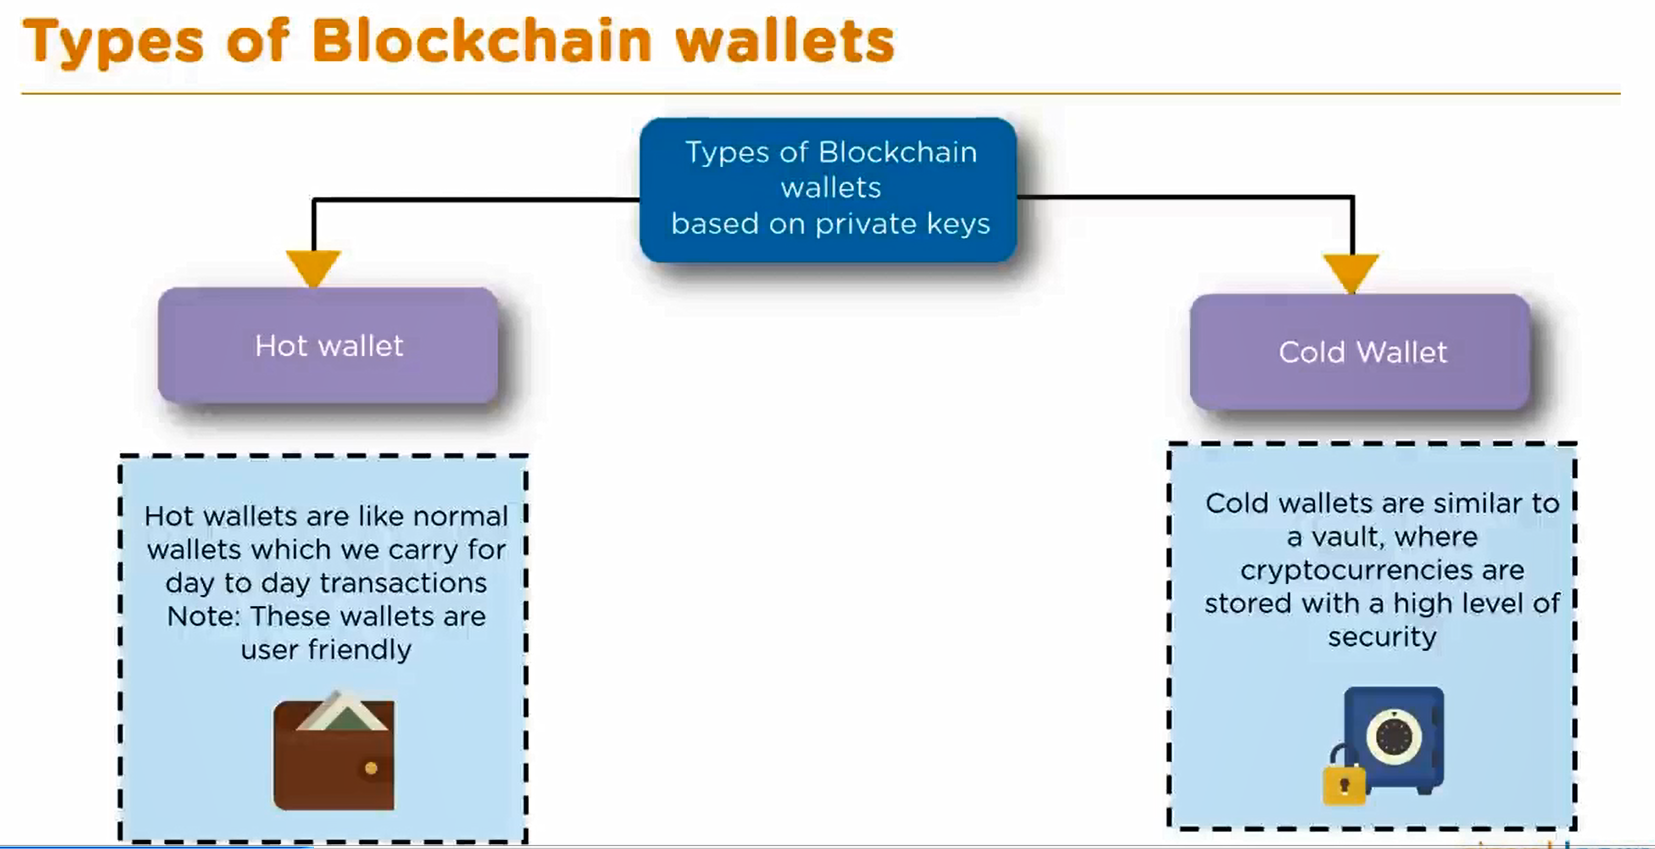 Types of Blockchain wallets
Types of Blockchain
wallets
based on private keys
Hot wallet
Cold Wallet
Hot wallets are like normal
wallets which we carry for
day to day transactions
Note: These wallets are
user friendly
Cold wallets are similar to
a vault, where
cryptocurrencies are
stored with a high level of
security